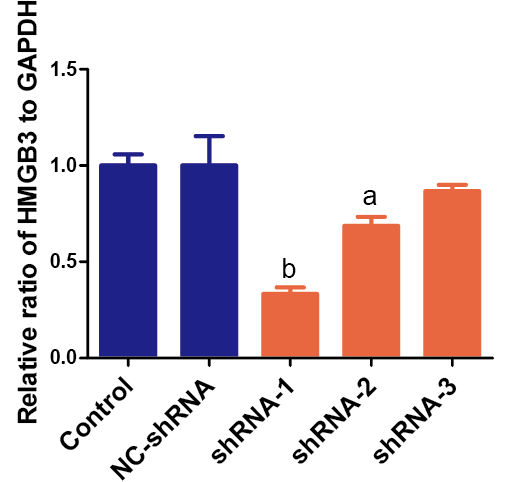 Relative ratio of HMGB3 to GAPDH
1.5
1.0
0.5
0.0
b
a
Control
NC-shRNA
shRNA-1
shRNA-2
shRNA-3